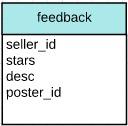 feedback
seller_id
stars
desc
poster_id